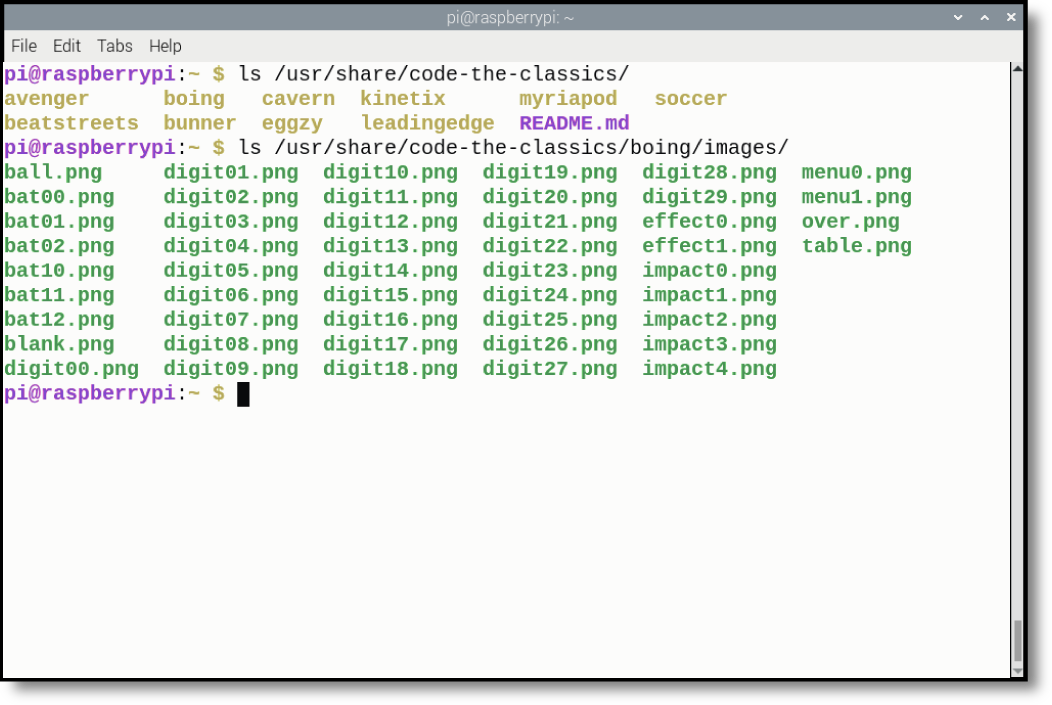 pi@raspberrypi: ~
File Edit Tabs Help
pi@raspberrypi:~ $ ls /usr/share/code-the-classics/
avenger boing cavern kinetix myriapod soccer
beatstreets bunner eggzy leadingedge README.md
pi@raspberrypi:~ $ ls /usr/share/code-the-classics/boing/images/
ball.png digit01.png digit10.png digit19.png digit28.png menu0.png
bat00.png digit02.png digit11.png digit20.png digit29.png menu1.png
bat01.png digit03.png digit12.png digit21.png effect0.png over.png
bat02.png digit04.png digit13.png digit22.png effect1.png table.png
bat10.png digit05.png digit14.png digit23.png impact0.png
bat11.png digit06.png digit15.png digit24.png impact1.png
bat12.png digit07.png digit16.png digit25.png impact2.png
blank.png digit08.png digit17.png digit26.png impact3.png
digit00.png digit09.png digit18.png digit27.png impact4.png
pi@raspberrypi:~ $